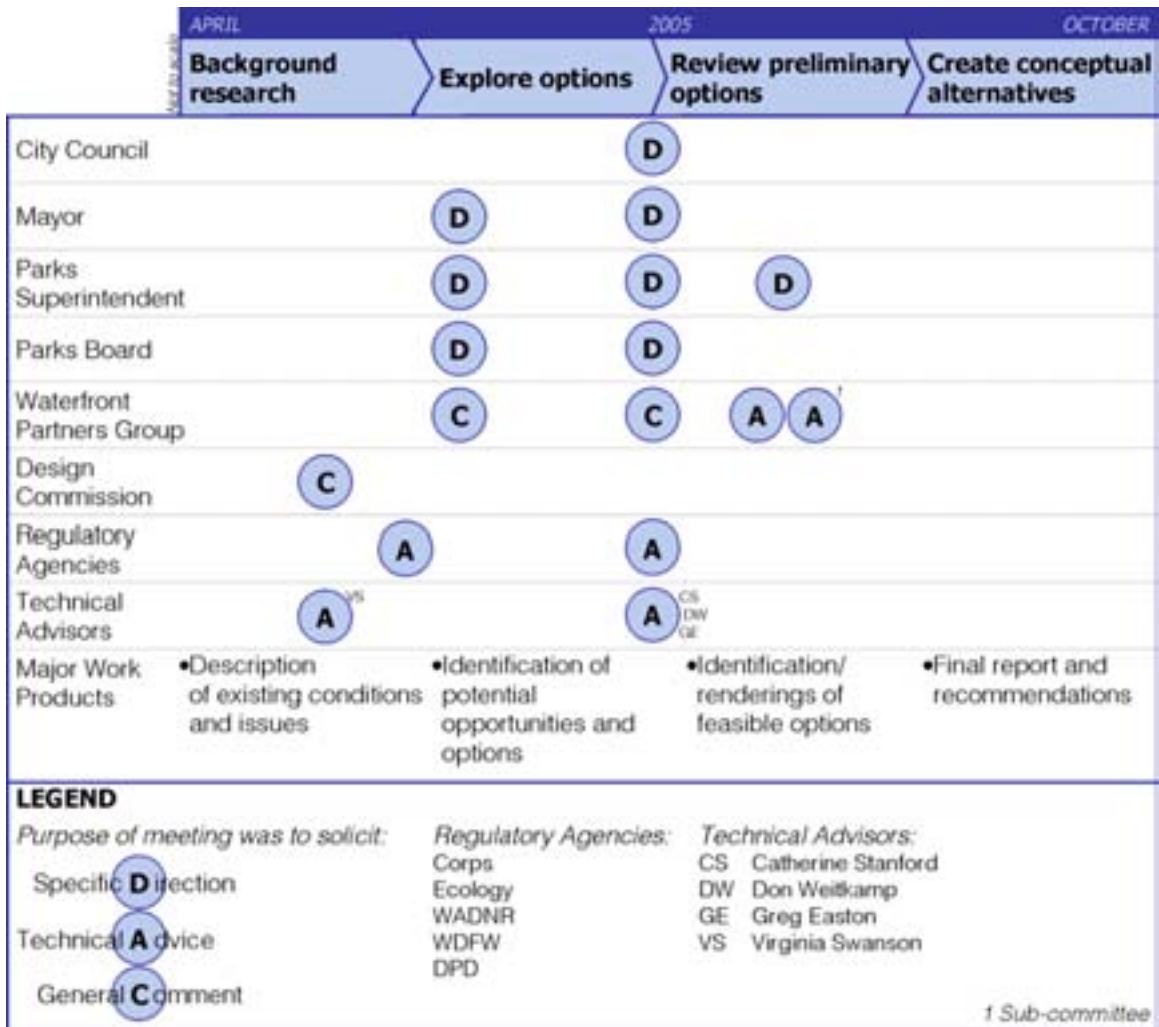 APRIL 2005 OCTOBER
Not to scale
Background research
Explore options
Review preliminary options
Create conceptual alternatives
City Council D
Mayor D D
Parks Superintendent D D D
Parks Board D D
Waterfront Partners Group C C A A †
Design Commission C
Regulatory Agencies A A
Technical Advisors A VS A CS DW GE
Major Work Products
•Description
of existing conditions
and issues
•Identification of
potential
opportunities and
options
•Identification/
renderings of
feasible options
•Final report and
recommendations
LEGEND
Purpose of meeting was to solicit:
Specific Direction
Technical Advice
General Comment
Regulatory Agencies:
Corps
Ecology
WADNR
WDFW
DPD
Technical Advisors:
CS Catherine Stanford
DW Don Weitkamp
GE Greg Easton
VS Virginia Swanson
1 Sub-committee